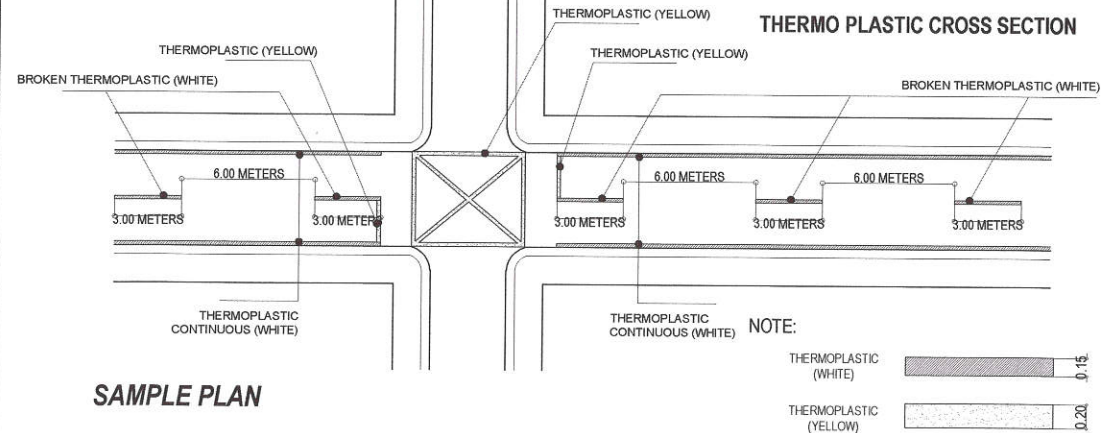 THERMOPLASTIC (YELLOW)
THERMO PLASTIC CROSS SECTION
THERMOPLASTIC (YELLOW)
THERMOPLASTIC (YELLOW)
BROKEN THERMOPLASTIC (WHITE)
BROKEN THERMOPLASTIC (WHITE)
6.00 METERS
6.00 METERS
6.00 METERS
3.00 METERS
3.00 METERS
3.00 METERS
3.00 METERS
3.00 METERS
THERMOPLASTIC
CONTINUOUS (WHITE)
THERMOPLASTIC
CONTINUOUS (WHITE)
NOTE:
THERMOPLASTIC
(WHITE)
0.15
THERMOPLASTIC
(YELLOW)
0.20
SAMPLE PLAN